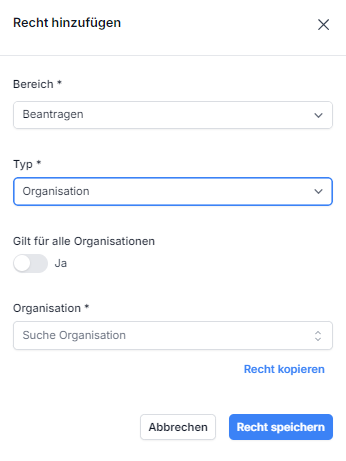 Recht hinzufügen
Bereich *
Beantragen
Typ *
Organisation
Gilt für alle Organisationen
Ja
Organisation *
Suche Organisation
Recht kopieren
Abbrechen
Recht speichern